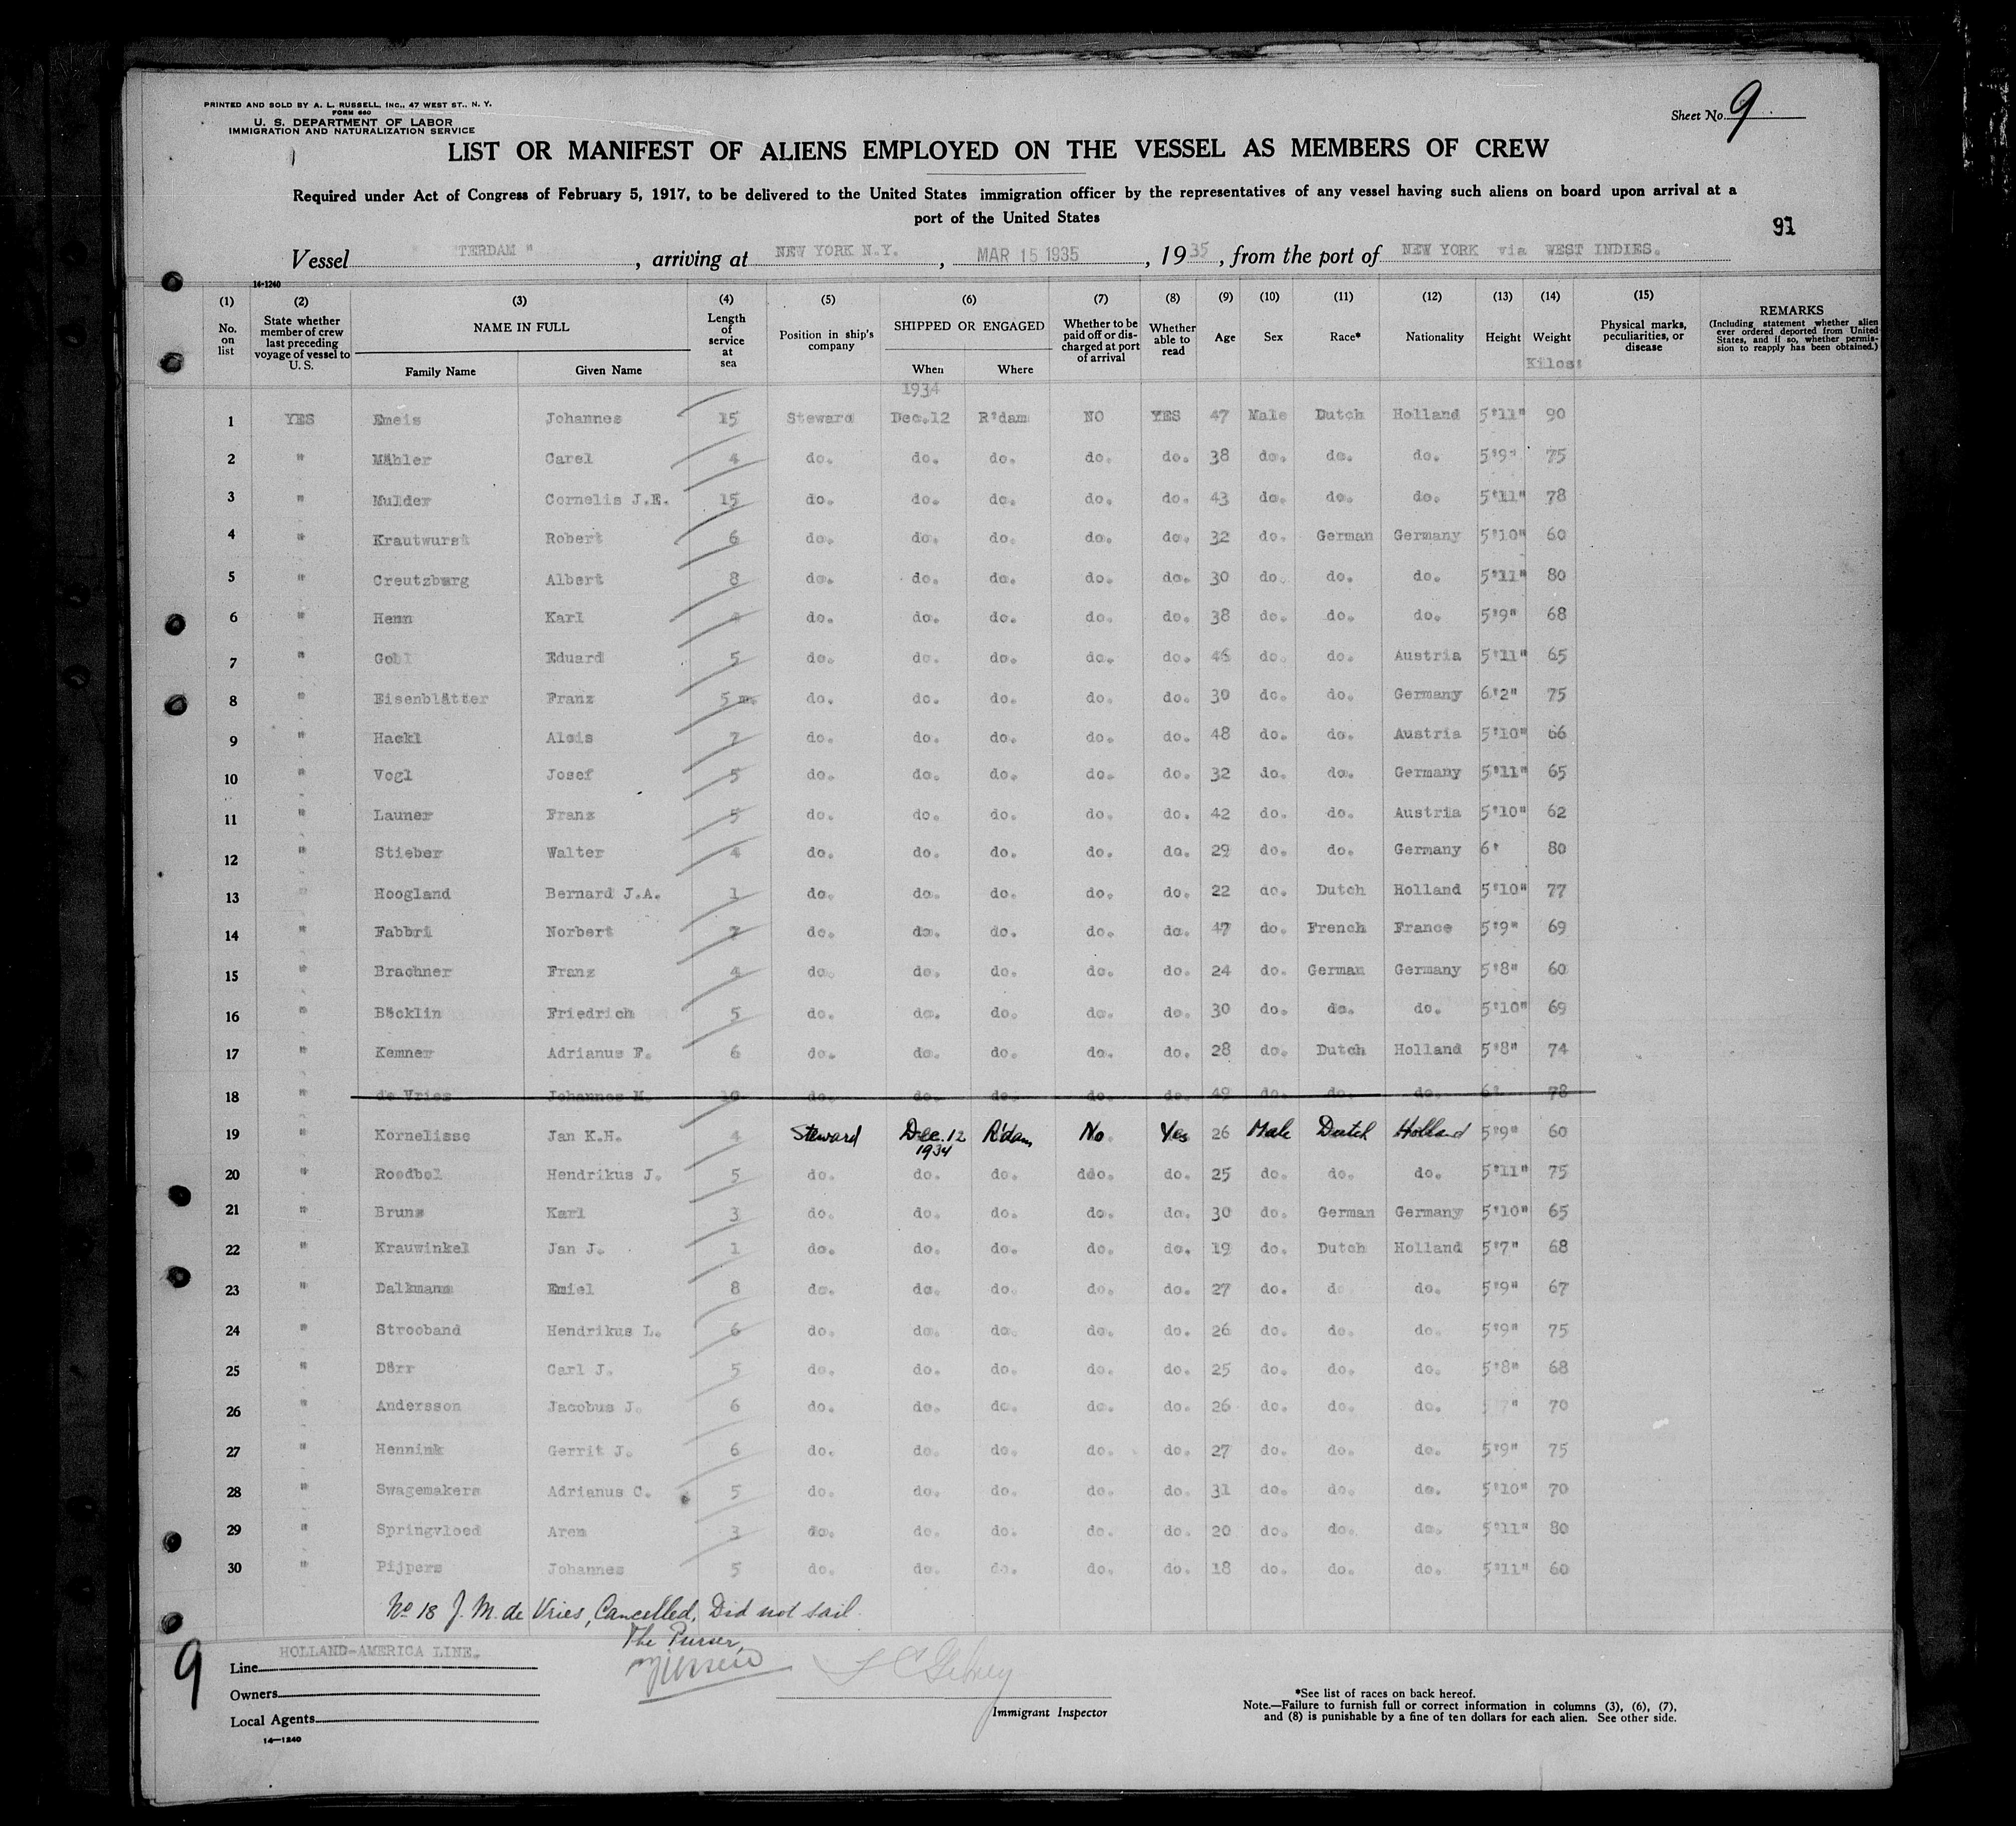 PRINTED AND SOLD BY A. L. RUSSELL, INC., 47 WEST ST., N. Y.
FORM 680
U. S. DEPARTMENT OF LABOR
IMMIGRATION AND NATURALIZATION SERVICE
Sheet No. 9
LIST OR MANIFEST OF ALIENS EMPLOYED ON THE VESSEL AS MEMBERS OF CREW
Required under Act of Congress of February 5, 1917, to be delivered to the United States immigration officer by the representatives of any vessel having such aliens on board upon arrival at a
port of the United States
91
Vessel TERDAM " , arriving at NEW YORK N.Y. , MAR 15 1935 , 1935 , from the port of NEW YORK via WEST INDIES.
14-1240
(1) No. on list (2) State whether member of crew last preceding voyage of vessel to U. S. (3) NAME IN FULL Family Name Given Name (4) Length of service at sea (5) Position in ship's company (6) SHIPPED OR ENGAGED When Where (7) Whether to be paid off or discharged at port of arrival (8) Whether able to read (9) Age (10) Sex (11) Race* (12) Nationality (13) Height (14) Weight Kilos: (15) Physical marks, peculiarities, or disease REMARKS (Including statement whether alien ever ordered deported from United States, and if so, whether permission to reapply has been obtained.)
1934
1 YES Emeis Johannes 15 Steward Dec.12 R'dam NO YES 47 Male Dutch Holland 5'11" 90
2 " Mähler Carel 4 do. do. do. do. do. 38 do. do. do. 5'9" 75
3 " Mulder Cornelis J.E. 15 do. do. do. do. do. 43 do. do. do. 5'11" 78
4 " Krautwurst Robert 6 do. do. do. do. do. 32 do. German Germany 5'10" 60
5 " Creutzburg Albert 8 do. do. do. do. do. 30 do. do. do. 5'11" 80
6 " Henn Karl do. do. do. do. do. 38 do. do. do. 5'9" 68
7 " Gobl Eduard 5 do. do. do. do. do. 46 do. do. Austria 5'11" 65
8 " Eisenblätter Franz 5 m. do. do. do. do. do. 30 do. do. Germany 6'2" 75
9 " Hackl Alois 7 do. do. do. do. do. 48 do. do. Austria 5'10" 66
10 " Vogl Josef 5 do. do. do. do. do. 32 do. do. Germany 5'11" 65
11 " Launer Franz 5 do. do. do. do. do. 42 do. do. Austria 5'10" 62
12 " Stieber Walter 4 do. do. do. do. do. 29 do. do. Germany 6' 80
13 " Hoogland Bernard J.A. 1 do. do. do. do. do. 22 do. Dutch Holland 5'10" 77
14 " Fabbri Norbert 7 do. do. do. do. do. 47 do. French France 5'9" 69
15 " Brachner Franz 4 do. do. do. do. do. 24 do. German Germany 5'8" 60
16 " Böcklin Friedrich 5 do. do. do. do. do. 30 do. do. do. 5'10" 69
17 " Kemner Adrianus F. 6 do. do. do. do. do. 28 do. Dutch Holland 5'8" 74
18 " de Vries Johannes M. 10 do. do. do. do. do. 49 do. do. do. 6' 78
19 " Kornelisse Jan K.H. 4 Steward Dec. 12 1934 R'dam No. Yes 26 Male Dutch Holland 5'9" 60
20 " Roodbol Hendrikus J. 5 do. do. do. ddo. do. 25 do. do. do. 5'11" 75
21 " Bruns Karl 3 do. do. do. do. do. 30 do. German Germany 5'10" 65
22 " Krauwinkel Jan J. 1 do. do. do. do. do. 19 do. Dutch Holland 5'7" 68
23 " Dalkmann Emiel 8 do. do. do. do. do. 27 do. do do. 5'9" 67
24 " Strooband Hendrikus L. 6 do. do. do. do. do. 26 do. do. do. 5'9" 75
25 " Dörr Carl J. 5 do. do. do. do. do. 25 do. do. do. 5'8" 68
26 " Andersson Jacobus J. 6 do. do. do. do. do. 26 do. do. do. 7" 70
27 " Hennink Gerrit J. 6 do. do. do. do. do. 27 do. do. do. 5'9" 75
28 " Swagemakers Adrianus C. 5 do. do. do. do. do. 31 do. do. do. 5'10" 70
29 " Springvloed Aren 3 do. do. do. do. do. 20 do. do. do. 5'11" 80
30 " Pijpers Johannes 5 do. do. do. do. do. 18 do. do. do. 5'11" 60
No 18 J. M. de Vries, Cancelled, Did not sail.
The Purser,
9
Line HOLLAND-AMERICA LINE.
Owners
Local Agents
14—1240
Immigrant Inspector
*See list of races on back hereof.
Note.—Failure to furnish full or correct information in columns (3), (6), (7),
and (8) is punishable by a fine of ten dollars for each alien. See other side.